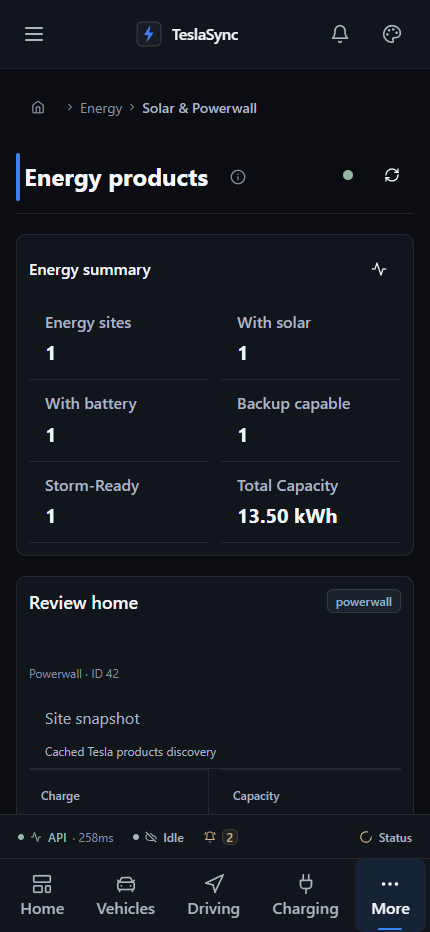 TeslaSync
Energy Solar & Powerwall
Energy products
Energy summary
Energy sites With solar
1 1
With battery Backup capable
1 1
Storm-Ready Total Capacity
1 13.50 kWh
Review home powerwall
Powerwall · ID 42
Site snapshot
Cached Tesla products discovery
Charge Capacity
API · 258ms Idle 2 Status
Home Vehicles Driving Charging More